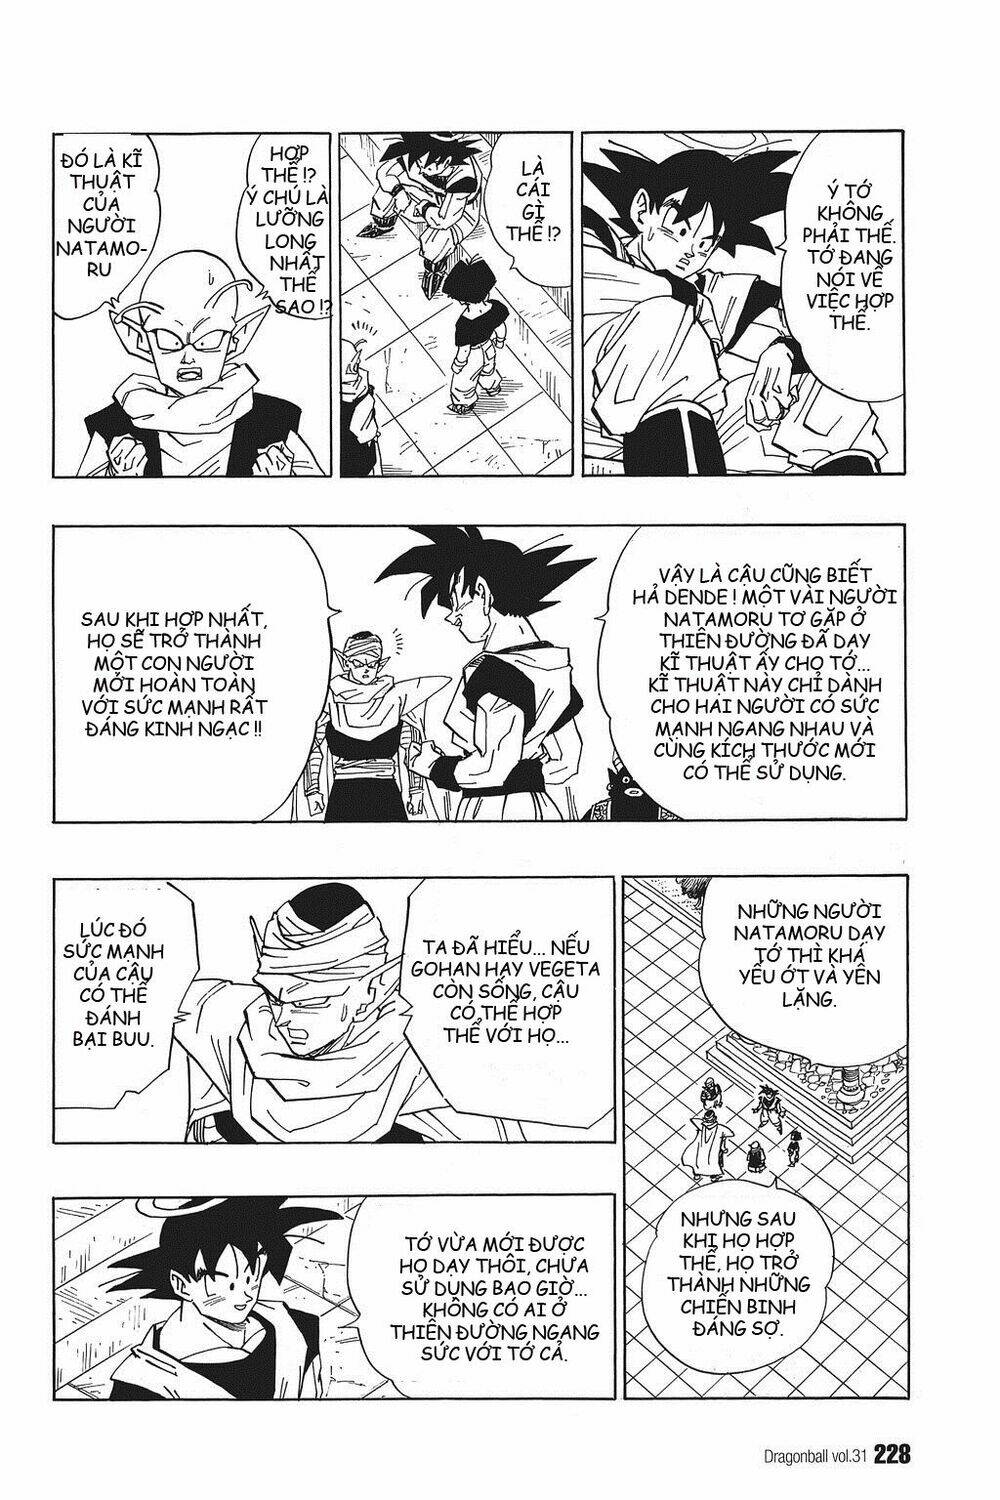 Ý TỚ
KHÔNG
PHẢI THẾ.
TỚ ĐANG
NÓI VỀ
VIỆC HỢP
THỂ.
LÀ
CÁI
GÌ
THẾ !?
HỢP
THỂ !?
Ý CHÚ LÀ
LƯỠNG
LONG
NHẤT
THỂ
SAO !?
ĐÓ LÀ KĨ
THUẬT
CỦA
NGƯỜI
NATAMO-
RU
VẬY LÀ CẬU CŨNG BIẾT
HẢ DENDE ! MỘT VÀI NGƯỜI
NATAMORU TƠ GẶP Ở
THIÊN ĐƯỜNG ĐÃ DẠY
KĨ THUẬT ẤY CHO TỚ...
KĨ THUẬT NÀY CHỈ DÀNH
CHO HAI NGƯỜI CÓ SỨC
MẠNH NGANG NHAU VÀ
CÙNG KÍCH THƯỚC MỚI
CÓ THỂ SỬ DỤNG.
SAU KHI HỢP NHẤT,
HỌ SẼ TRỞ THÀNH
MỘT CON NGƯỜI
MỚI HOÀN TOÀN
VỚI SỨC MẠNH RẤT
ĐÁNG KINH NGẠC !!
NHỮNG NGƯỜI
NATAMORU DẠY
TỚ THÌ KHÁ
YẾU ỚT VÀ YÊN
LẶNG.
NHƯNG SAU
KHI HỌ HỢP
THỂ, HỌ TRỞ
THÀNH NHỮNG
CHIẾN BINH
ĐÁNG SỢ.
TA ĐÃ HIỂU... NẾU
GOHAN HAY VEGETA
CÒN SỐNG, CẬU
CÓ THỂ HỢP
THỂ VỚI HỌ...
LÚC ĐÓ
SỨC MẠNH
CỦA CẬU
CÓ THỂ
ĐÁNH
BẠI BUU.
TỚ VỪA MỚI ĐƯỢC
HỌ DẠY THÔI, CHƯA
SỬ DỤNG BAO GIỜ...
KHÔNG CÓ AI Ở
THIÊN ĐƯỜNG NGANG
SỨC VỚI TỚ CẢ.
Dragonball vol.31 228